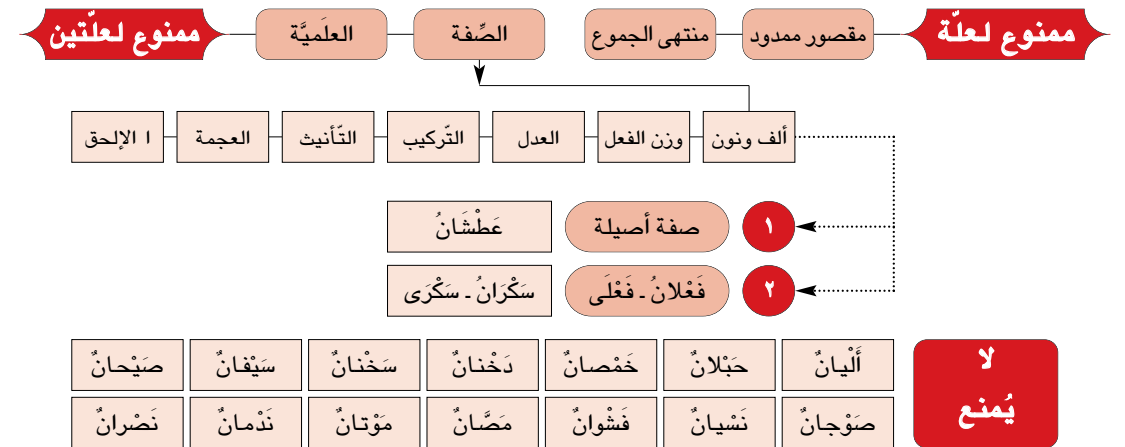 ممنوع لعلّة مقصور ممدود منتهى الجموع الصِّفة العلَميَّة ممنوع لعلّتين
ألف ونون وزن الفعل العدل التّركيب التّأنيث العجمة ا الإلحق
١ صفة أصيلة عَطْشَانُ
٢ فَعْلانُ ـ فَعْلَى سَكْرَانُ ـ سَكْرَى
لا
يُمنع
أَلْيانٌ حَبْلانٌ خَمْصانٌ دَخْنانٌ سَخْنانٌ سَيْفانٌ صَيْحانٌ
صَوْجانٌ نَسْيانٌ فَشْوانٌ مَصَّانٌ مَوْتانٌ نَدْمانٌ نَصْرانٌ